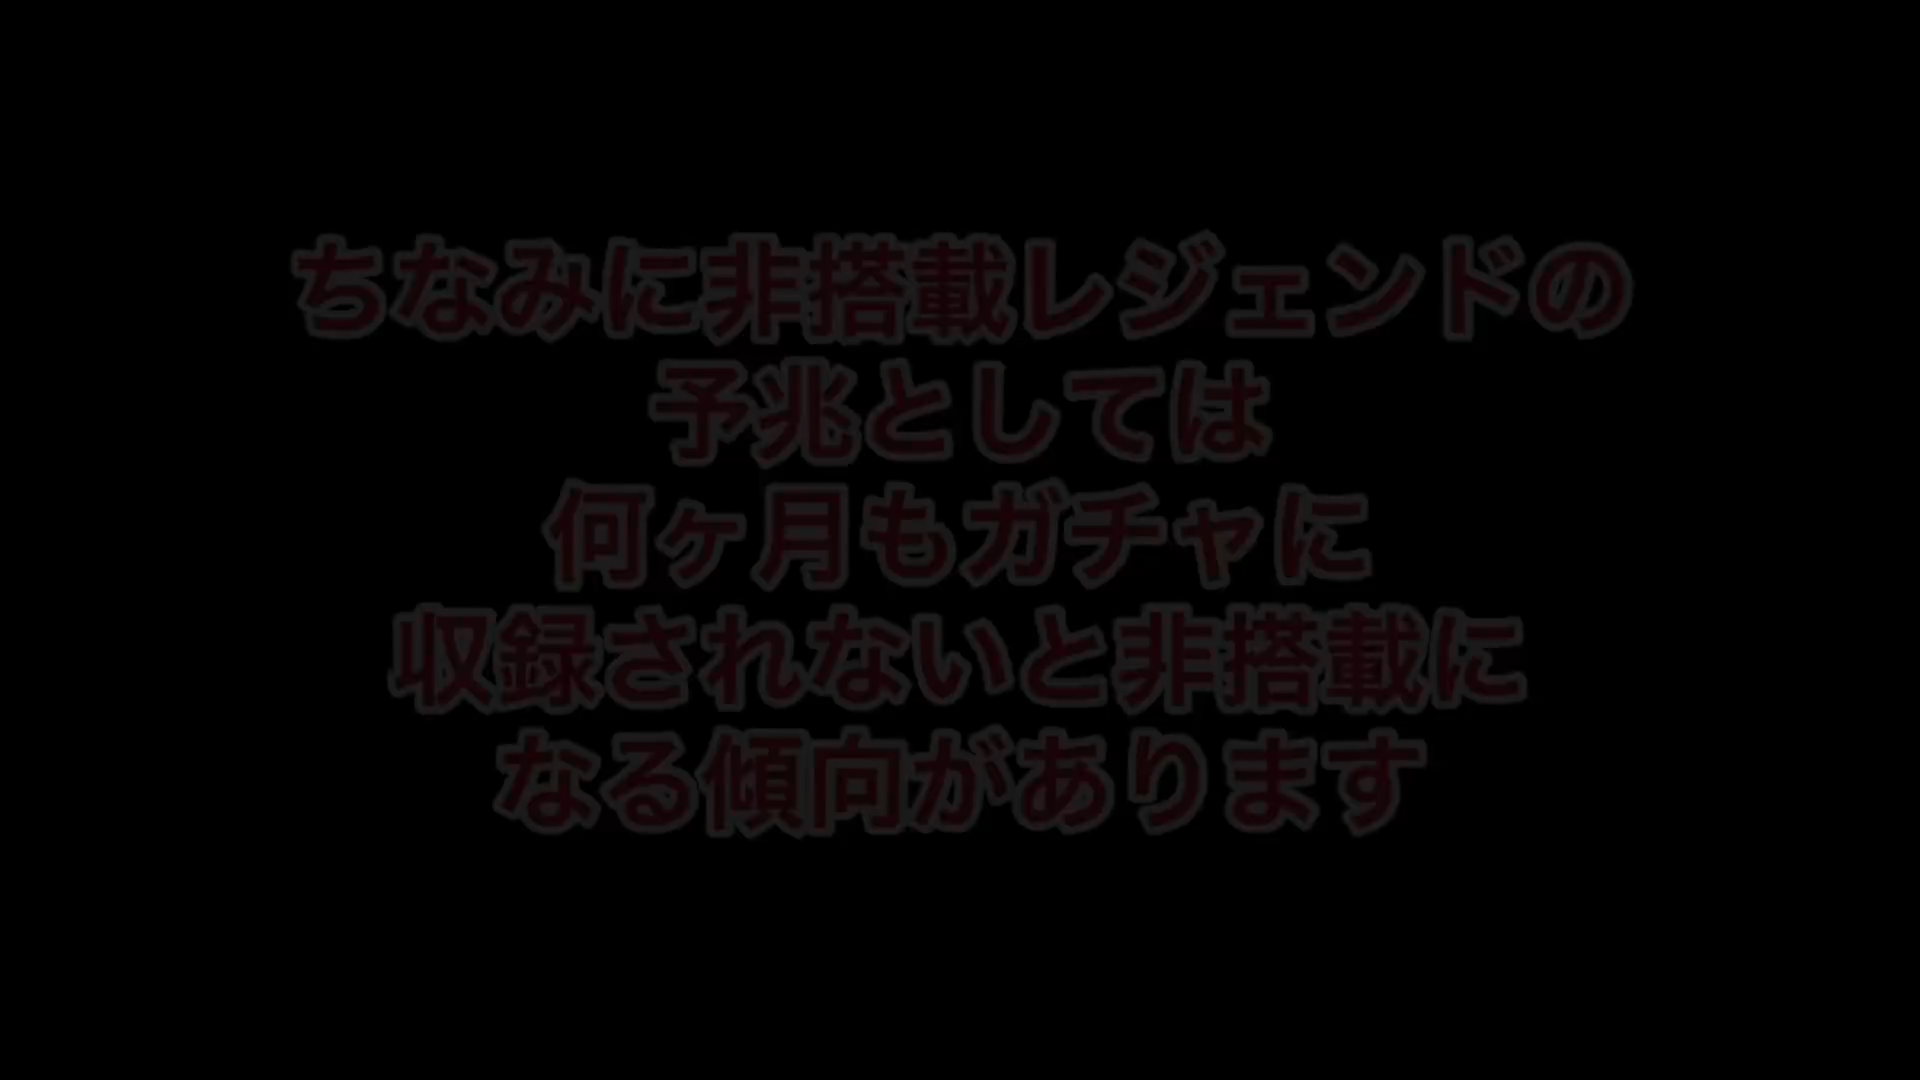 ちなみに非搭載レジェンドの
予兆としては
何ヶ月もガチャに
収録されないと非搭載に
なる傾向があります